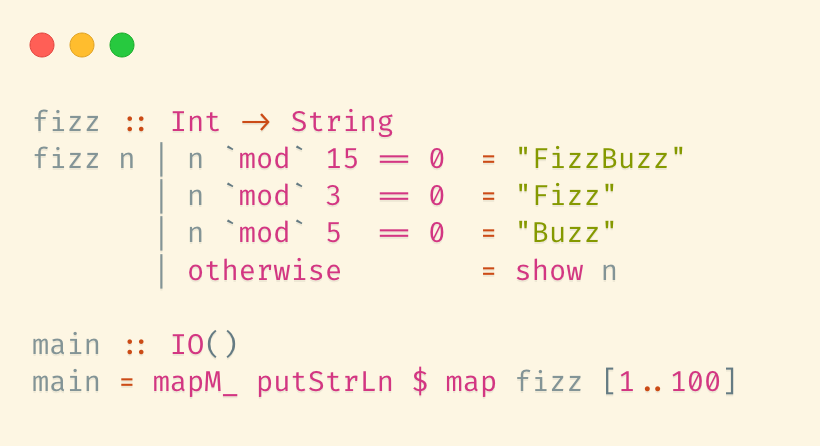 fizz :: Int -> String
fizz n | n `mod` 15 == 0  = "FizzBuzz"
       | n `mod` 3  == 0  = "Fizz"
       | n `mod` 5  == 0  = "Buzz"
       | otherwise        = show n
main :: IO()
main = mapM_ putStrLn $ map fizz [1..100]